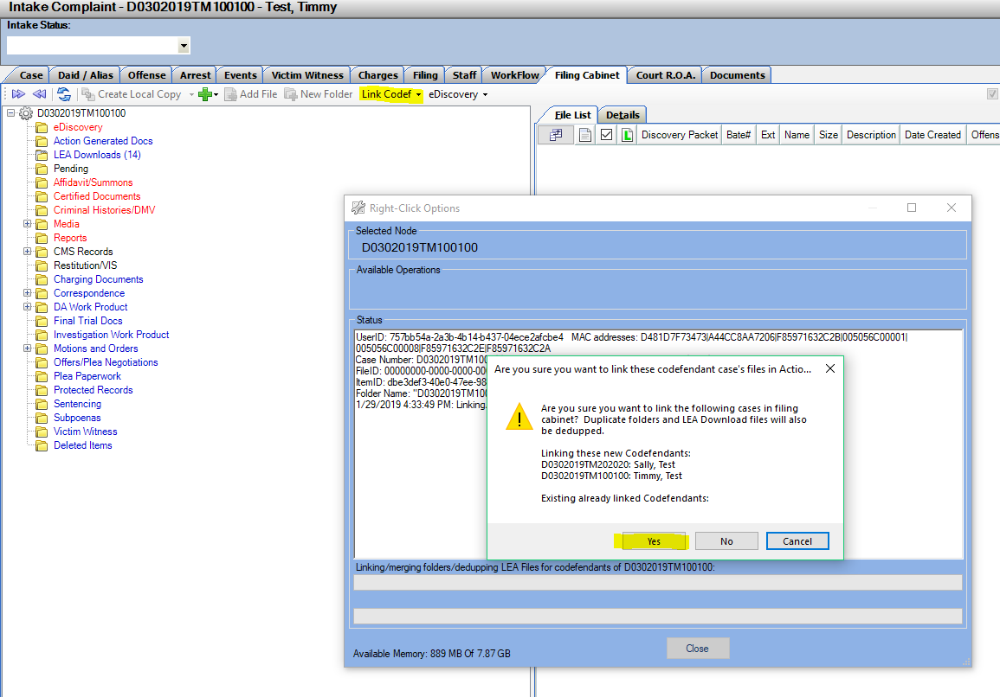 Intake Complaint - D0302019TM100100 - Test, Timmy
Intake Status:
Case Daid / Alias Offense Arrest Events Victim Witness Charges Filing Staff WorkFlow Filing Cabinet Court R.O.A. Documents
Create Local Copy Add File New Folder Link Codef eDiscovery
D0302019TM100100
eDiscovery
Action Generated Docs
LEA Downloads (14)
Pending
Affidavit/Summons
Certified Documents
Criminal Histories/DMV
Media
Reports
CMS Records
Restitution/VIS
Charging Documents
Correspondence
DA Work Product
Final Trial Docs
Investigation Work Product
Motions and Orders
Offers/Plea Negotiations
Plea Paperwork
Protected Records
Sentencing
Subpoenas
Victim Witness
Deleted Items
File List Details
L Discovery Packet Bate# Ext Name Size Description Date Created Offens
Right-Click Options
Selected Node
D0302019TM100100
Available Operations
Status
UserID: 757bb54a-2a3b-4b14-b437-04ece2afcbe4 MAC addresses: D481D7F73473|A44CC8AA7206|F85971632C2B|005056C00001|
005056C00008|F85971632C2E|F85971632C2A
Case Number: D0302019TM100
FileID: 00000000-0000-0000-00
ItemID: dbe3def3-40e0-47ee-98
Folder Name: "D0302019TM100
1/29/2019 4:33:49 PM: Linking.
Are you sure you want to link these codefendant case's files in Actio...
Are you sure you want to link the following cases in filing
cabinet? Duplicate folders and LEA Download files will also
be dedupped.
Linking these new Codefendants:
D0302019TM202020: Sally, Test
D0302019TM100100: Timmy, Test
Existing already linked Codefendants:
Yes No Cancel
Linking/merging folders/dedupping LEA Files for codefendants of D0302019TM100100:
Available Memory: 889 MB Of 7.87 GB
Close